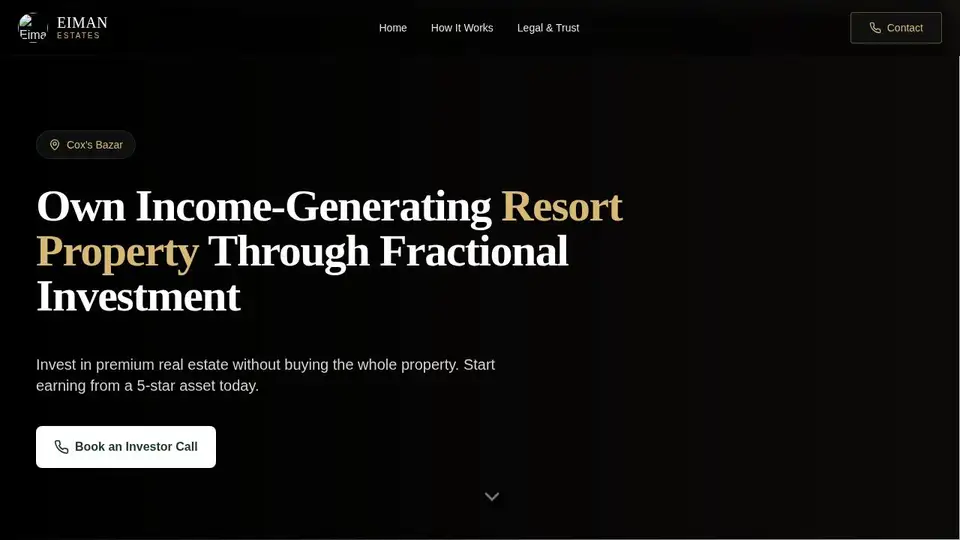 Eima
EIMAN
ESTATES
Home
How It Works
Legal & Trust
Contact
Cox's Bazar
Own Income-Generating Resort
Property Through Fractional
Investment
Invest in premium real estate without buying the whole property. Start
earning from a 5-star asset today.
Book an Investor Call